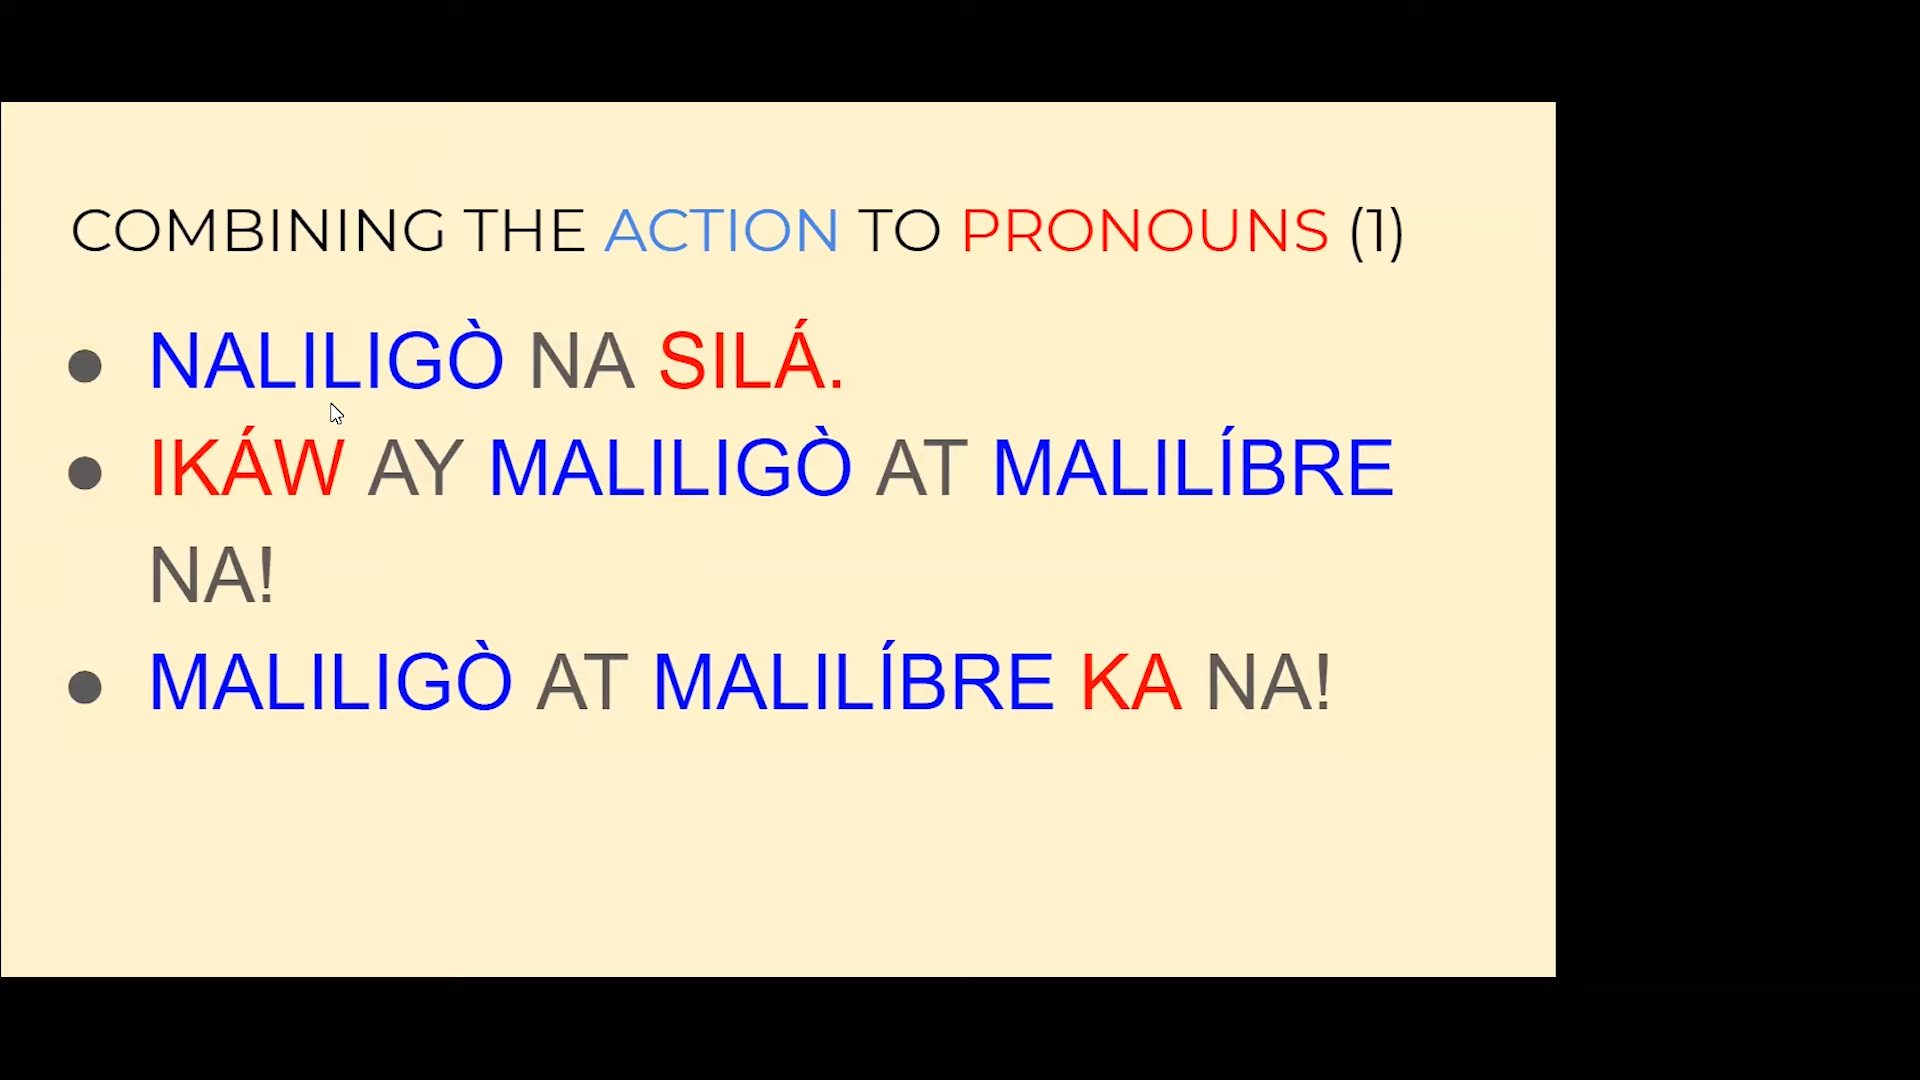 COMBINING THE ACTION TO PRONOUNS (1)
● NALILIGÒ NA SILÁ.
● IKÁW AY MALILIGÒ AT MALILÍBRE
NA!
● MALILIGÒ AT MALILÍBRE KA NA!